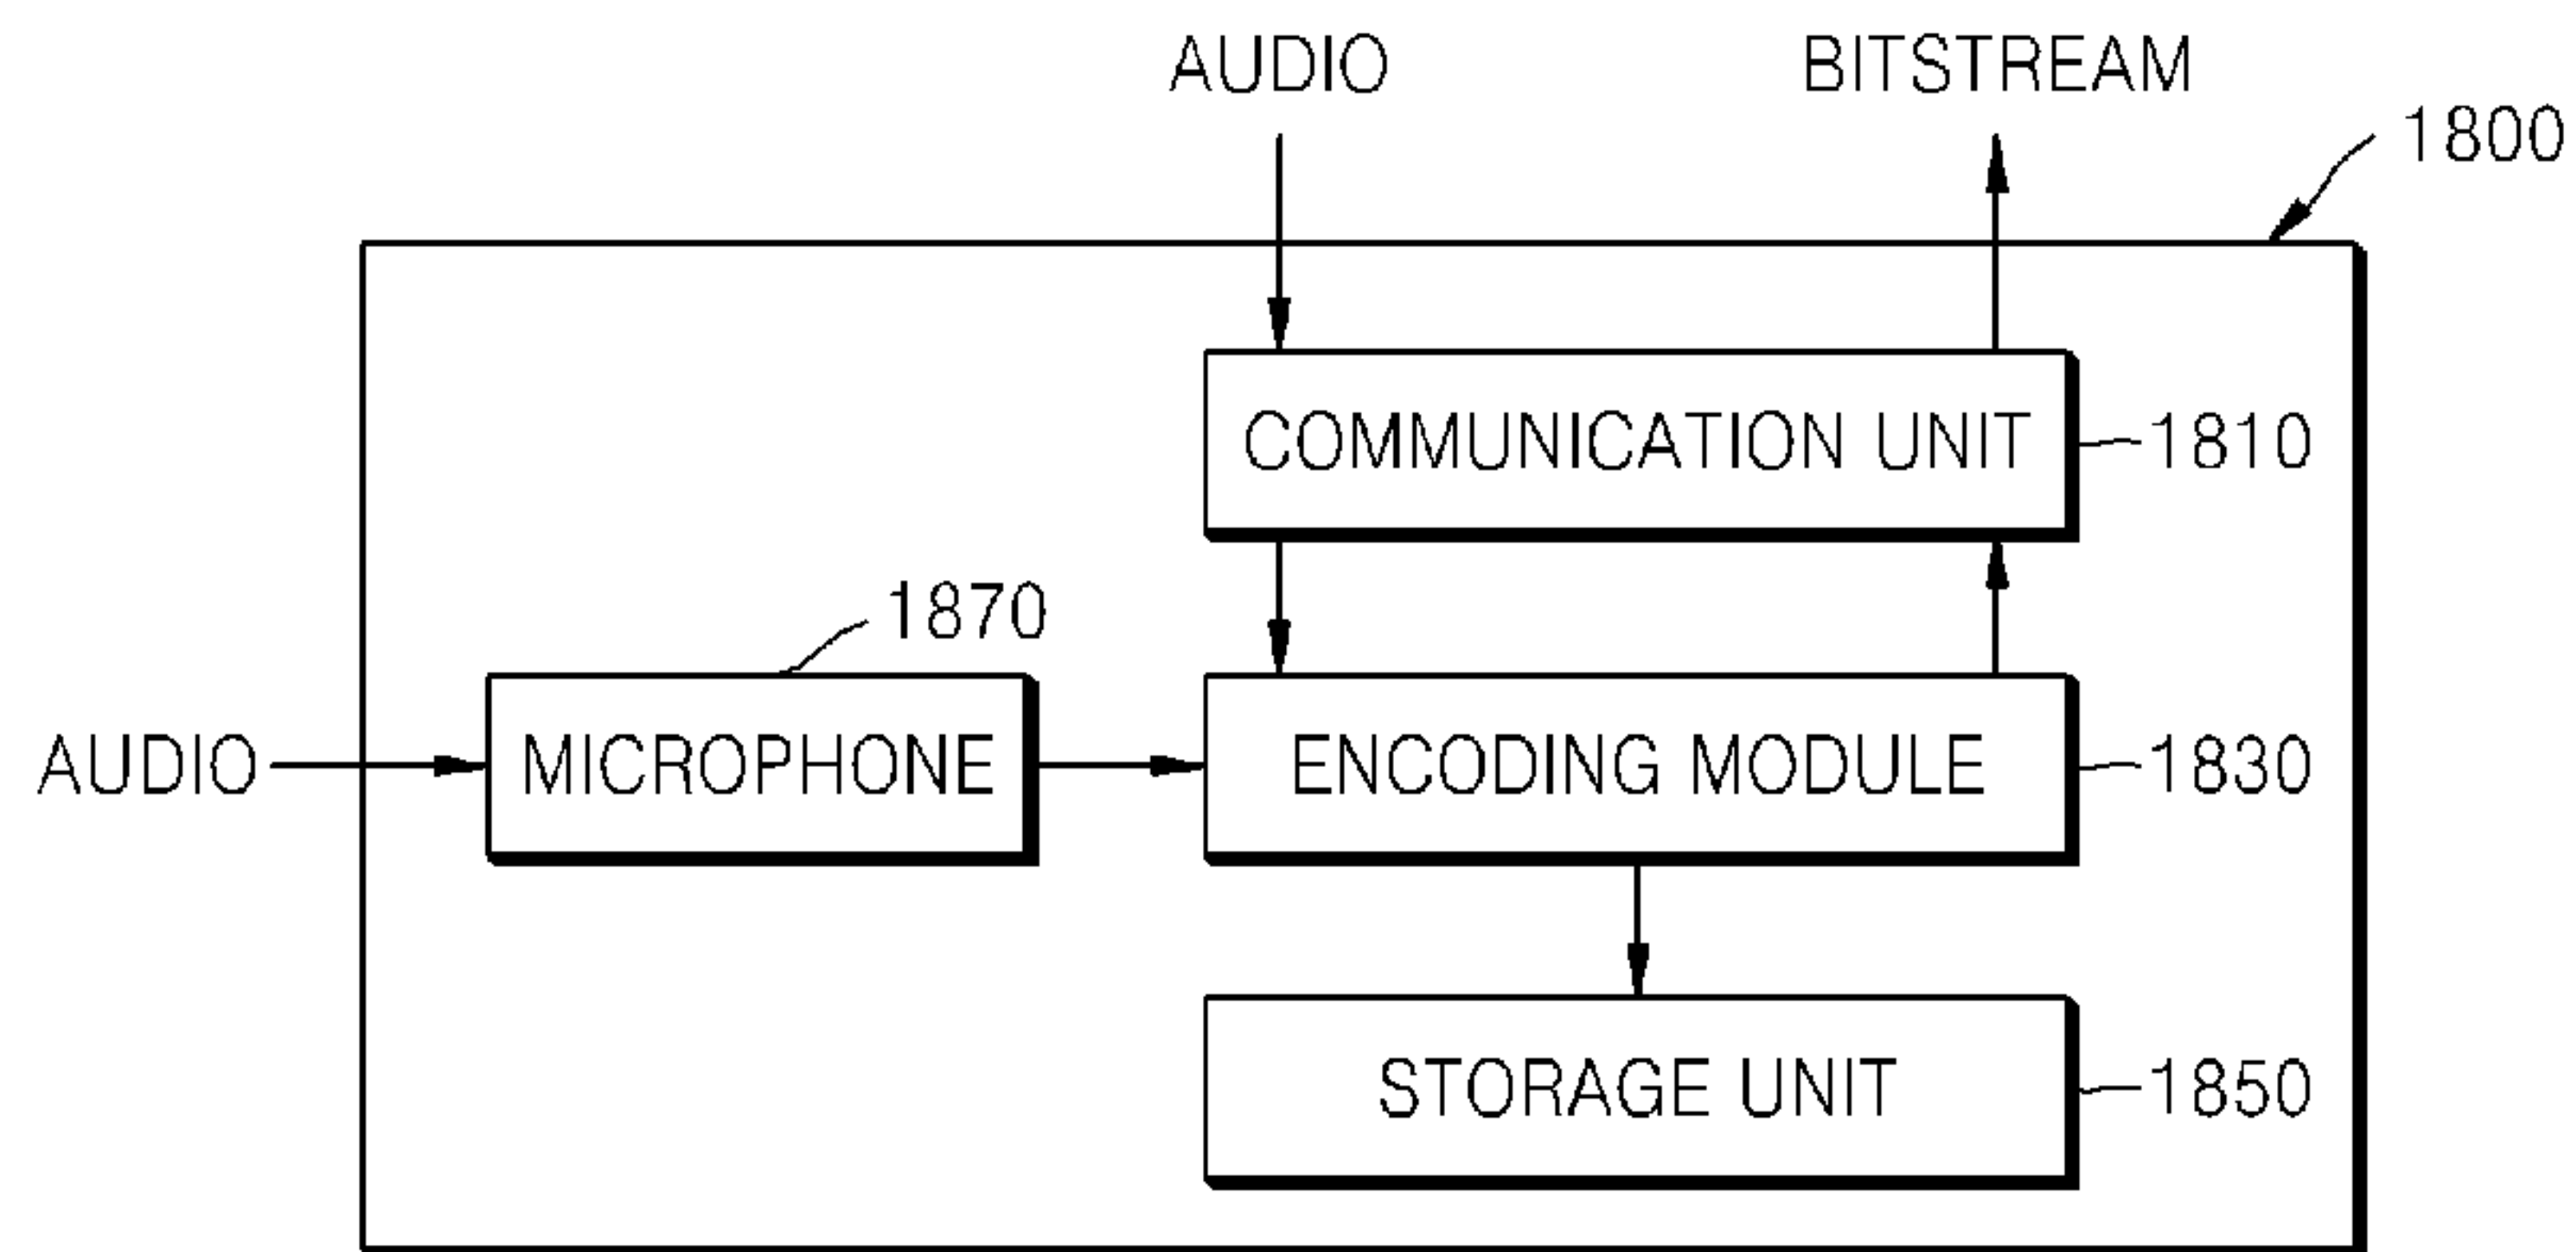 AUDIO
BITSTREAM
1800
COMMUNICATION UNIT
1810
1870
AUDIO
MICROPHONE
ENCODING MODULE
1830
STORAGE UNIT
1850